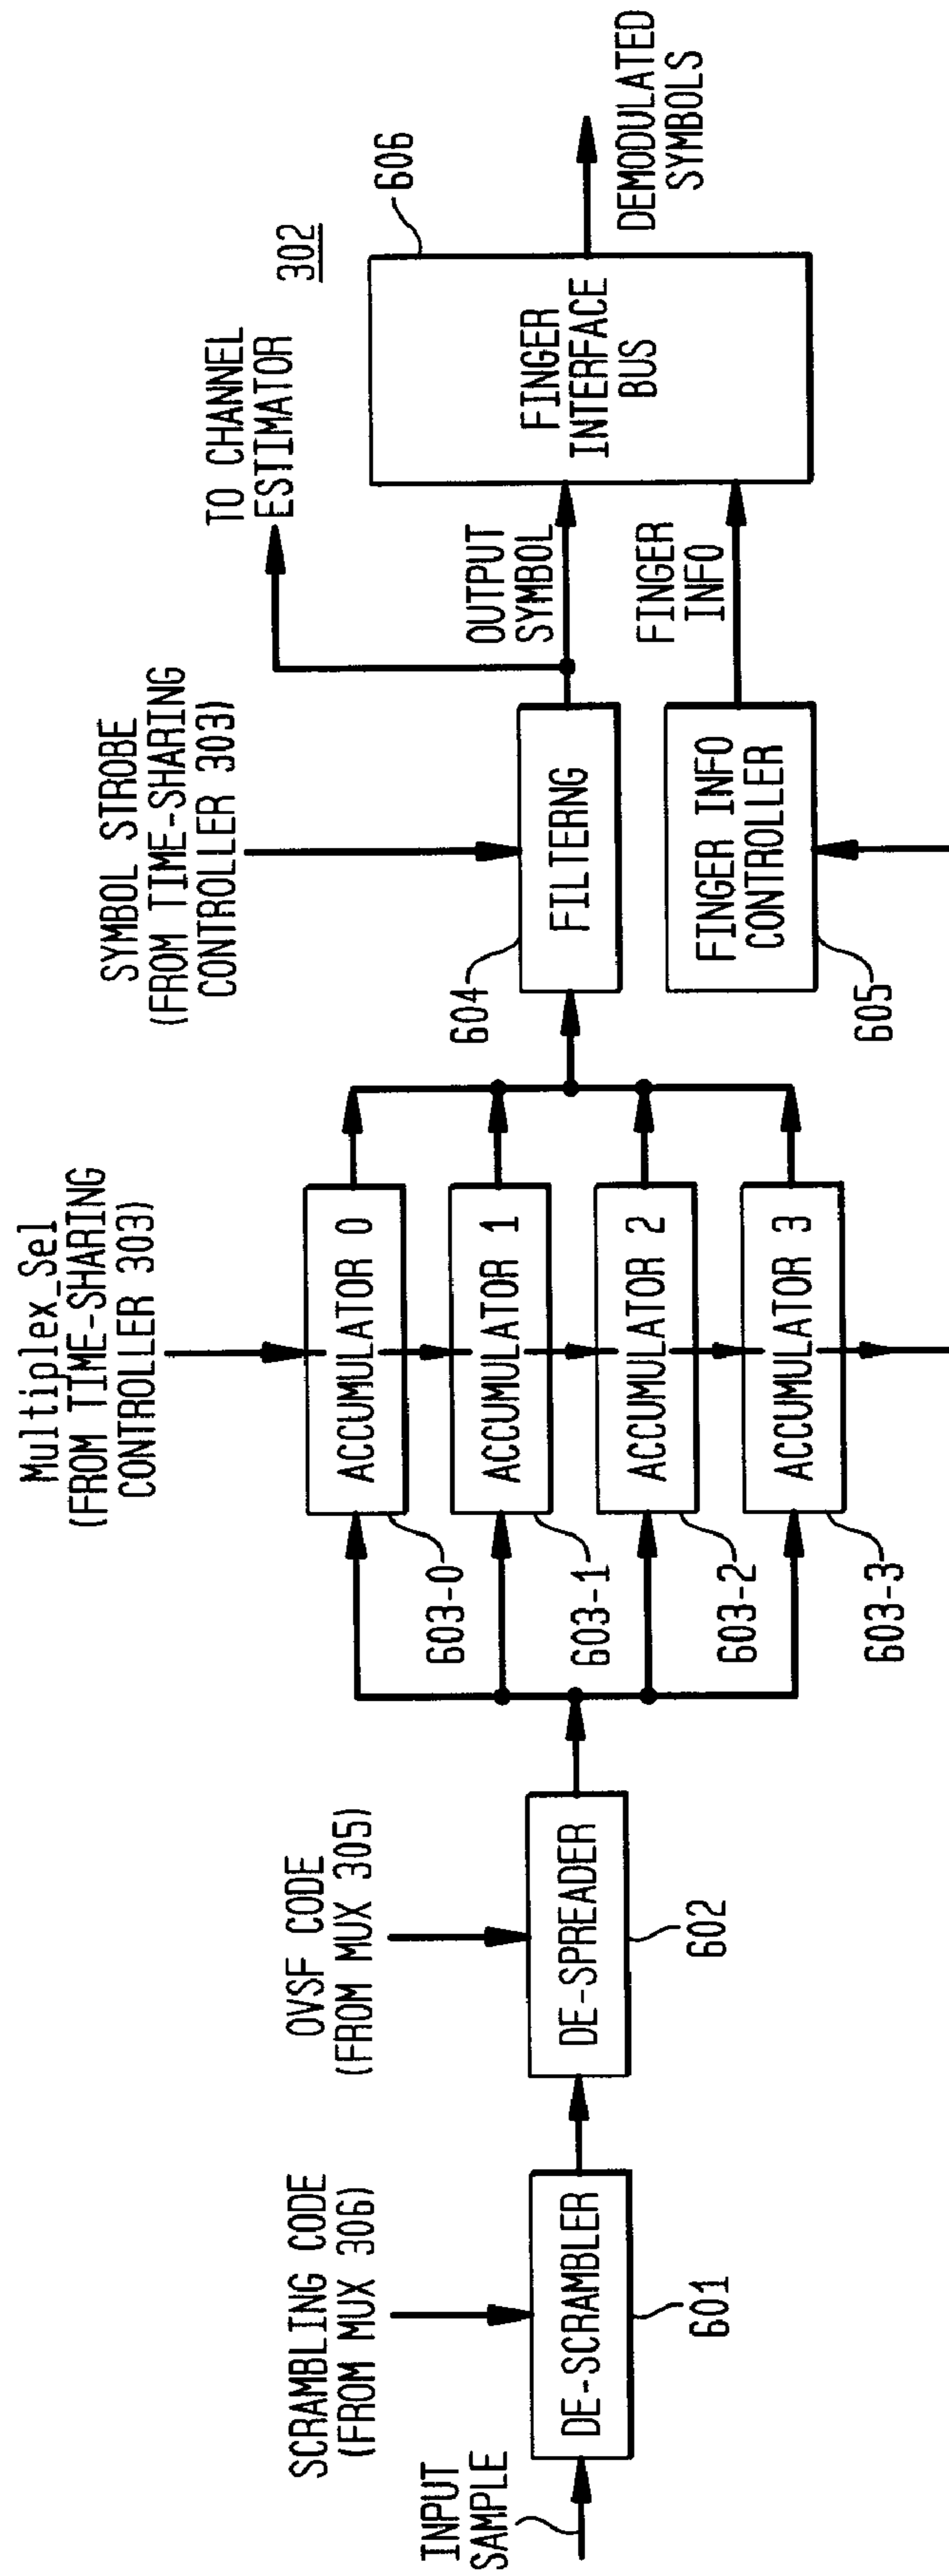 INPUT
SAMPLE
SCRAMBLING CODE
(FROM MUX 306)
DE-SCRAMBLER
601
OVSF CODE
(FROM MUX 305)
DE-SPREADER
602
Multiplex_Sel
(FROM TIME-SHARING
CONTROLLER 303)
ACCUMULATOR 0
603-0
ACCUMULATOR 1
603-1
ACCUMULATOR 2
603-2
ACCUMULATOR 3
603-3
SYMBOL STROBE
(FROM TIME-SHARING
CONTROLLER 303)
604
FILTERNG
FINGER INFO
CONTROLLER
605
TO CHANNEL
ESTIMATOR
OUTPUT
SYMBOL
FINGER
INFO
302
606
FINGER
INTERFACE
BUS
DEMODULATED
SYMBOLS